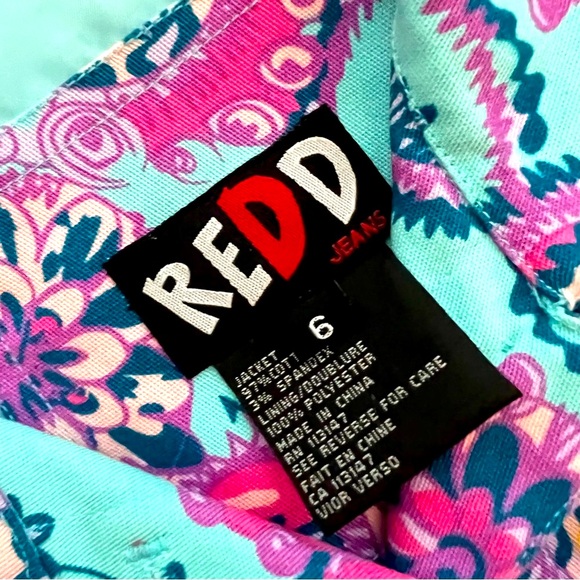 REDD
JEANS
6
JACKET
97% COTT
3% SPANDEX
LINING/DOUBLURE
100% POLYESTER
MADE IN CHINA
RN 113147
SEE REVERSE FOR CARE
FAIT EN CHINE
CA 113147
VIOR VERSO